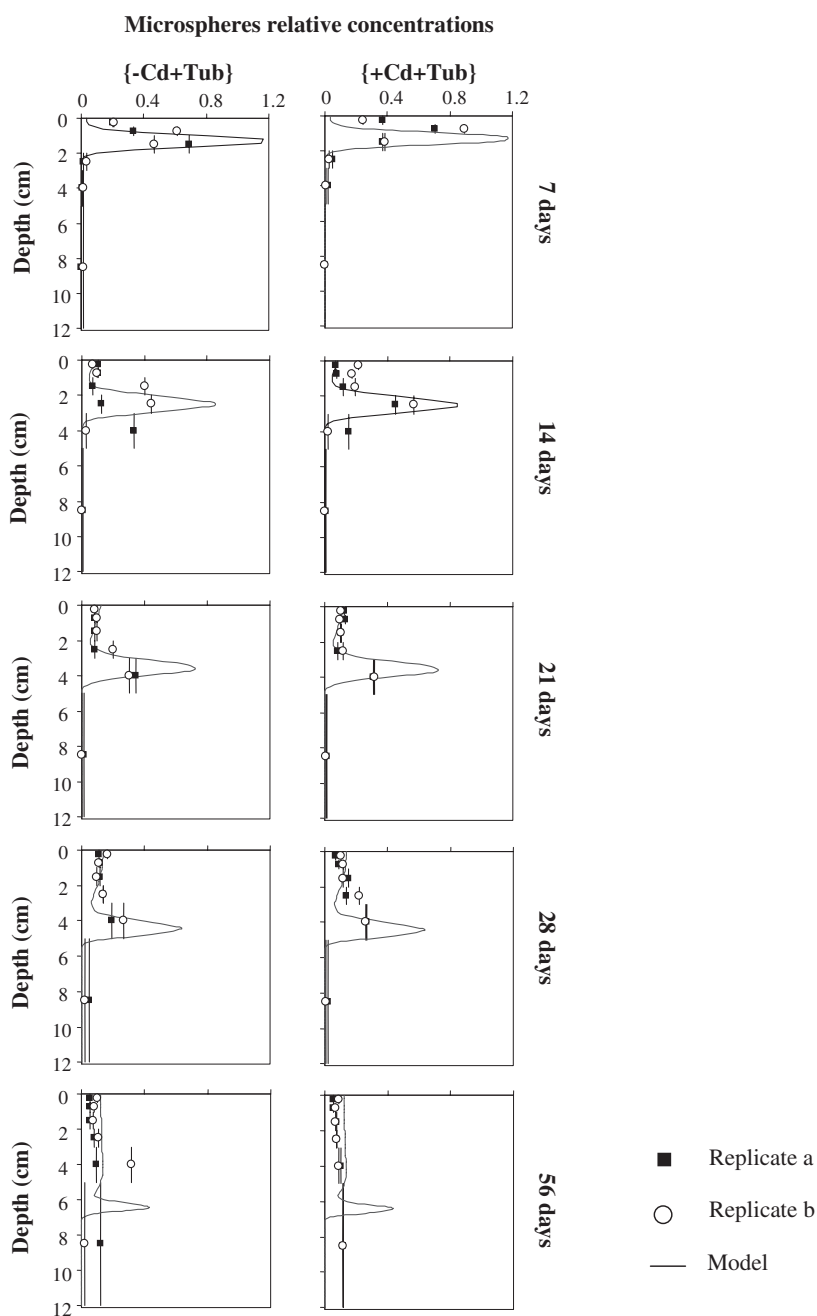 Microspheres relative concentrations
{-Cd+Tub} {+Cd+Tub}
0 0.4 0.8 1.2 0 0.4 0.8 1.2
0
2
4
6
8
10
12
Depth (cm)
7 days
0
2
4
6
8
10
12
Depth (cm)
14 days
0
2
4
6
8
10
12
Depth (cm)
21 days
0
2
4
6
8
10
12
Depth (cm)
28 days
0
2
4
6
8
10
12
Depth (cm)
56 days
Replicate a
Replicate b
Model